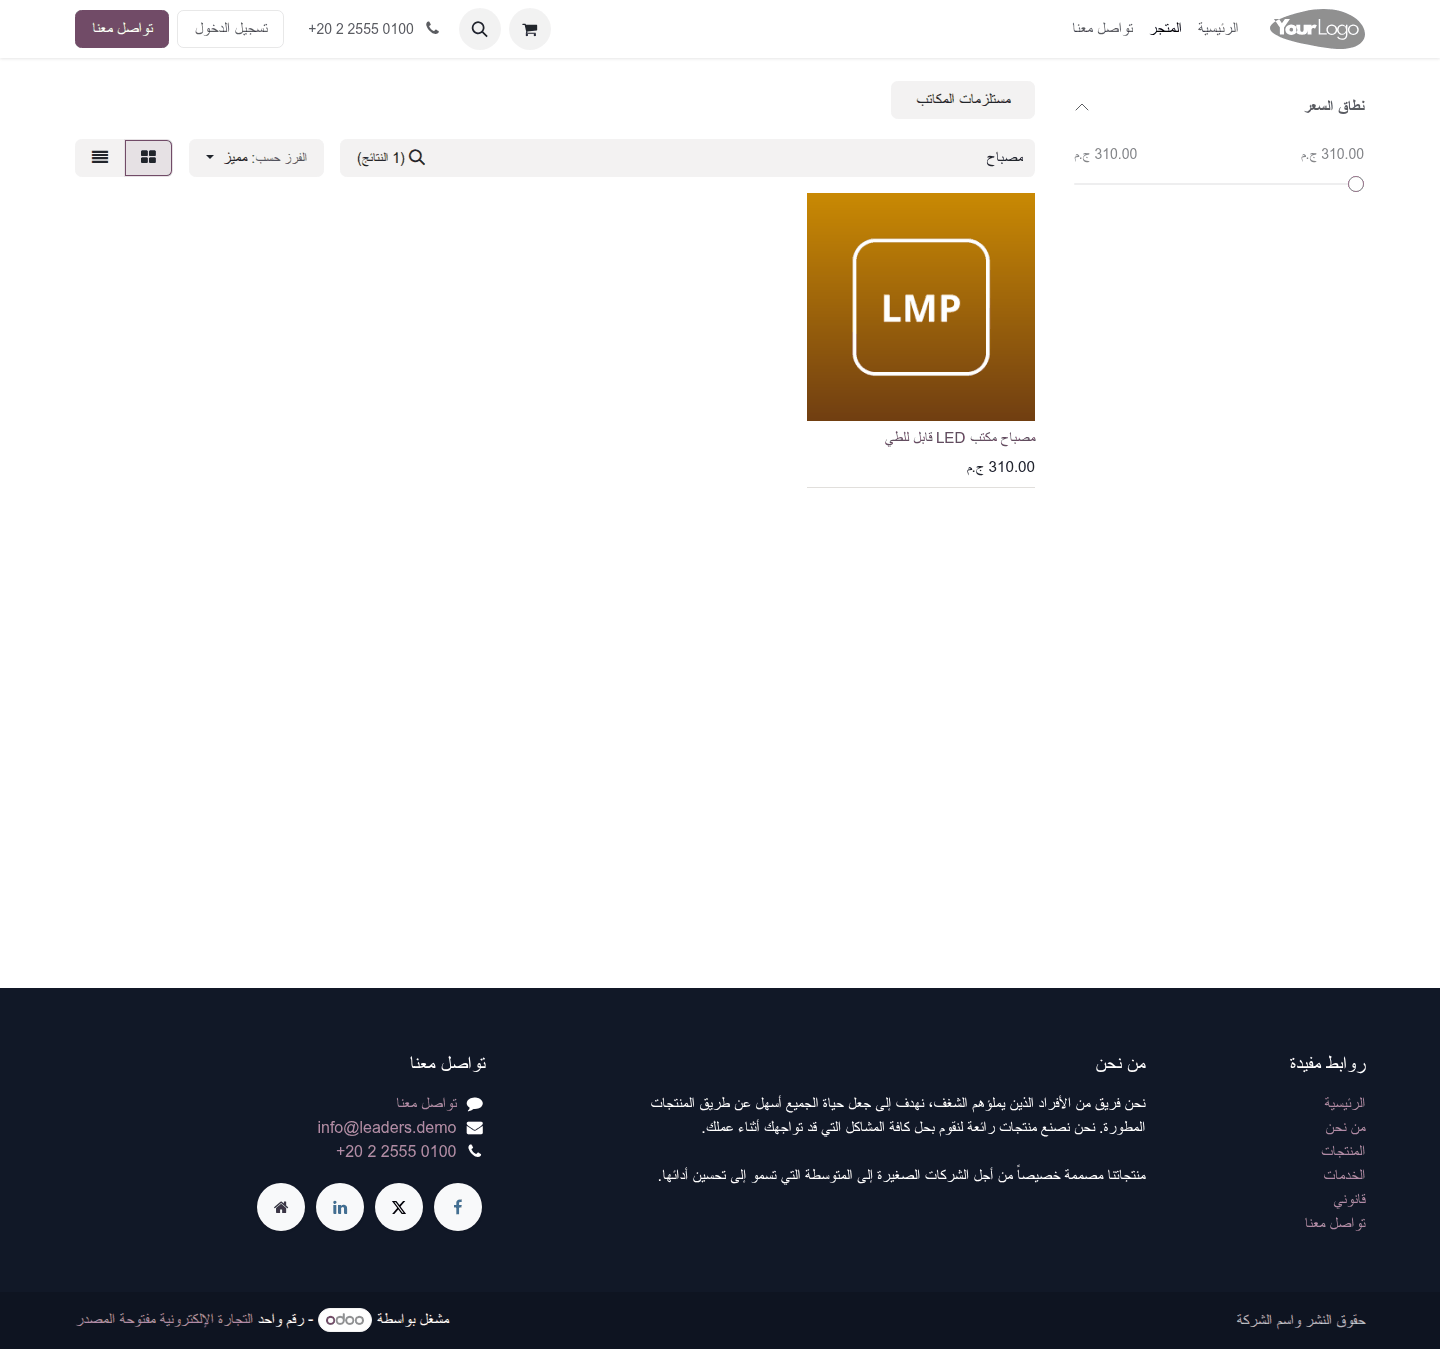 YourLogo
الرئيسية
المتجر
تواصل معنا
+20 2 2555 0100
تسجيل الدخول
تواصل معنا
نطاق السعر
310.00 ج.م
310.00 ج.م
مستلزمات المكاتب
مصباح
(1 النتائج)
الفرز حسب: مميز
LMP
مصباح مكتب LED قابل للطي
310.00 ج.م
روابط مفيدة
الرئيسية
من نحن
المنتجات
الخدمات
قانوني
تواصل معنا
من نحن
نحن فريق من الأفراد الذين يملؤهم الشغف، نهدف إلى جعل حياة الجميع أسهل عن طريق المنتجات
المطورة. نحن نصنع منتجات رائعة لنقوم بحل كافة المشاكل التي قد تواجهك أثناء عملك.
منتجاتنا مصممة خصيصاً من أجل الشركات الصغيرة إلى المتوسطة التي تسمو إلى تحسين أدائها.
تواصل معنا
تواصل معنا
info@leaders.demo
+20 2 2555 0100
حقوق النشر واسم الشركة
مشغل بواسطة odoo - رقم واحد التجارة الإلكترونية مفتوحة المصدر